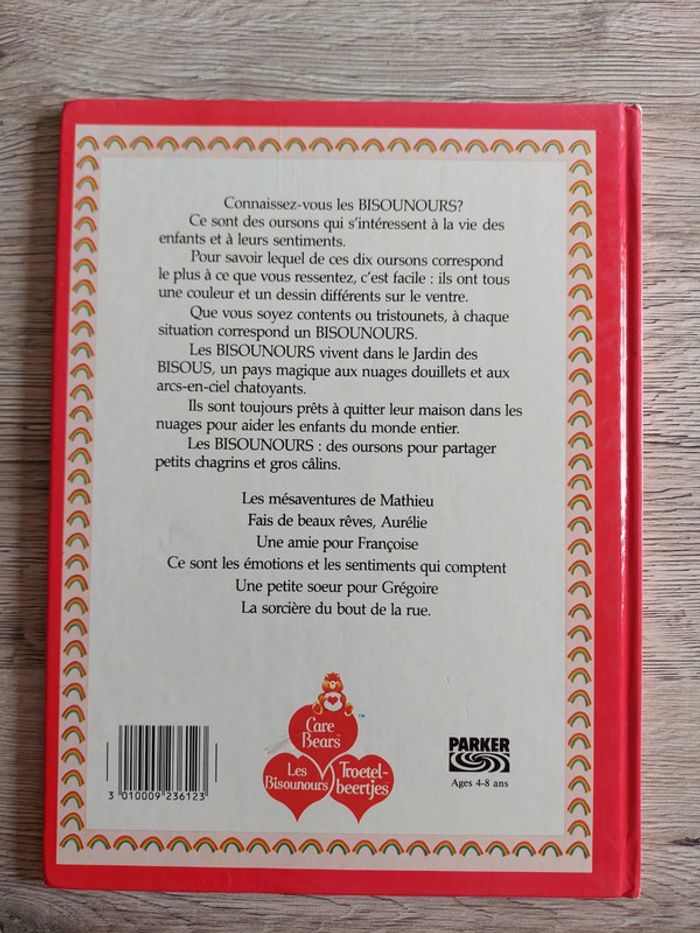 Connaissez-vous les BISOUNOURS?
Ce sont des oursons qui s'intéressent à la vie des
enfants et à leurs sentiments.
Pour savoir lequel de ces dix oursons correspond
le plus à ce que vous ressentez, c'est facile : ils ont tous
une couleur et un dessin différents sur le ventre.
Que vous soyez contents ou tristounets, à chaque
situation correspond un BISOUNOURS.
Les BISOUNOURS vivent dans le Jardin des
BISOUS, un pays magique aux nuages douillets et aux
arcs-en-ciel chatoyants.
Ils sont toujours prêts à quitter leur maison dans les
nuages pour aider les enfants du monde entier.
Les BISOUNOURS : des oursons pour partager
petits chagrins et gros câlins.
Les mésaventures de Mathieu
Fais de beaux rêves, Aurélie
Une amie pour Françoise
Ce sont les émotions et les sentiments qui comptent
Une petite soeur pour Grégoire
La sorcière du bout de la rue.
Care
Bears™
Les
Bisounours
Troetel-
beertjes
PARKER
Ages 4-8 ans
3 010009 236123